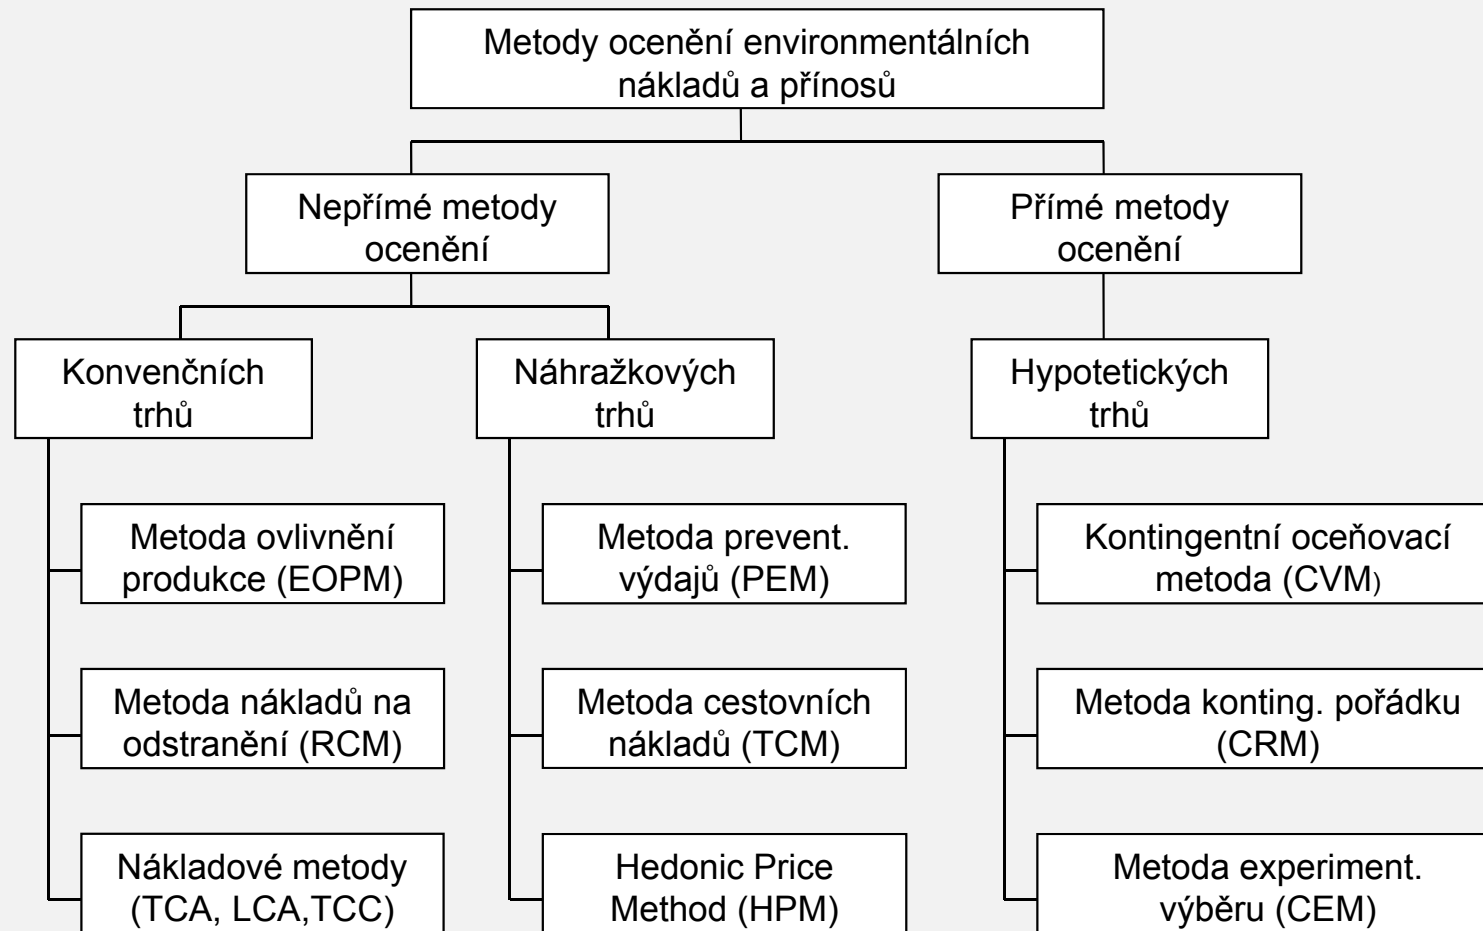 Metody ocenění environmentálních
nákladů a přínosů
Nepřímé metody
ocenění
Přímé metody
ocenění
Konvenčních
trhů
Náhražkových
trhů
Hypotetických
trhů
Metoda ovlivnění
produkce (EOPM)
Metoda prevent.
výdajů (PEM)
Kontingentní oceňovací
metoda (CVM)
Metoda nákladů na
odstranění (RCM)
Metoda cestovních
nákladů (TCM)
Metoda konting. pořádku
(CRM)
Nákladové metody
(TCA, LCA,TCC)
Hedonic Price
Method (HPM)
Metoda experiment.
výběru (CEM)